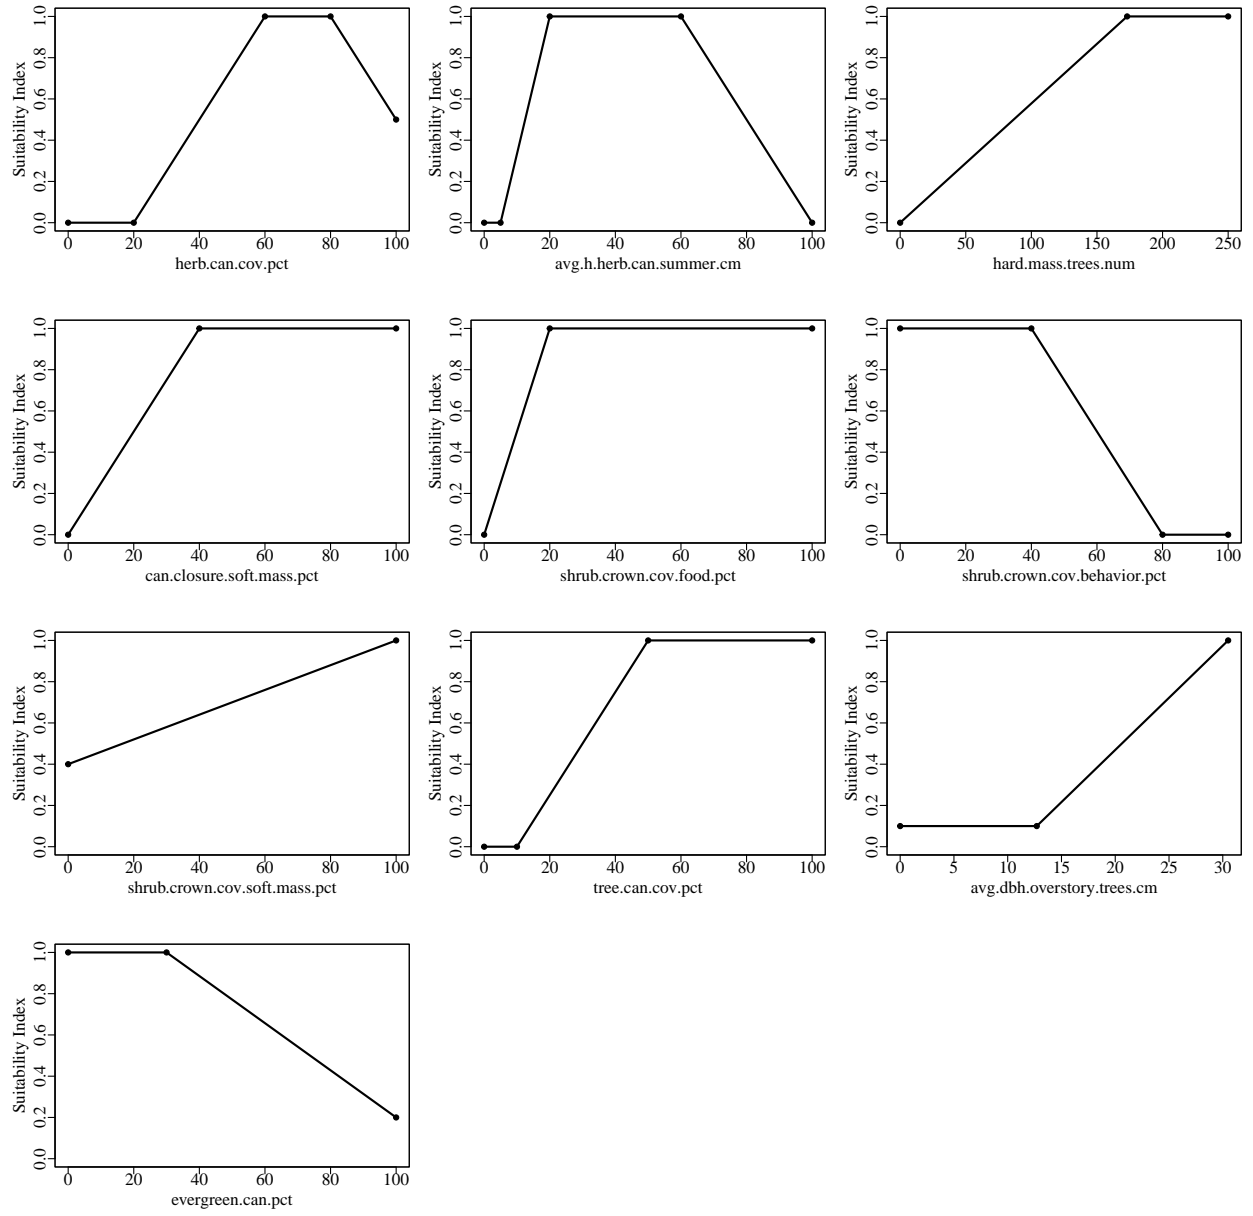 Suitability Index
0.0 0.2 0.4 0.6 0.8 1.0
0 20 40 60 80 100
herb.can.cov.pct
Suitability Index
0.0 0.2 0.4 0.6 0.8 1.0
0 20 40 60 80 100
avg.h.herb.can.summer.cm
Suitability Index
0.0 0.2 0.4 0.6 0.8 1.0
0 50 100 150 200 250
hard.mass.trees.num
Suitability Index
0.0 0.2 0.4 0.6 0.8 1.0
0 20 40 60 80 100
can.closure.soft.mass.pct
Suitability Index
0.0 0.2 0.4 0.6 0.8 1.0
0 20 40 60 80 100
shrub.crown.cov.food.pct
Suitability Index
0.0 0.2 0.4 0.6 0.8 1.0
0 20 40 60 80 100
shrub.crown.cov.behavior.pct
Suitability Index
0.0 0.2 0.4 0.6 0.8 1.0
0 20 40 60 80 100
shrub.crown.cov.soft.mass.pct
Suitability Index
0.0 0.2 0.4 0.6 0.8 1.0
0 20 40 60 80 100
tree.can.cov.pct
Suitability Index
0.0 0.2 0.4 0.6 0.8 1.0
0 5 10 15 20 25 30
avg.dbh.overstory.trees.cm
Suitability Index
0.0 0.2 0.4 0.6 0.8 1.0
0 20 40 60 80 100
evergreen.can.pct